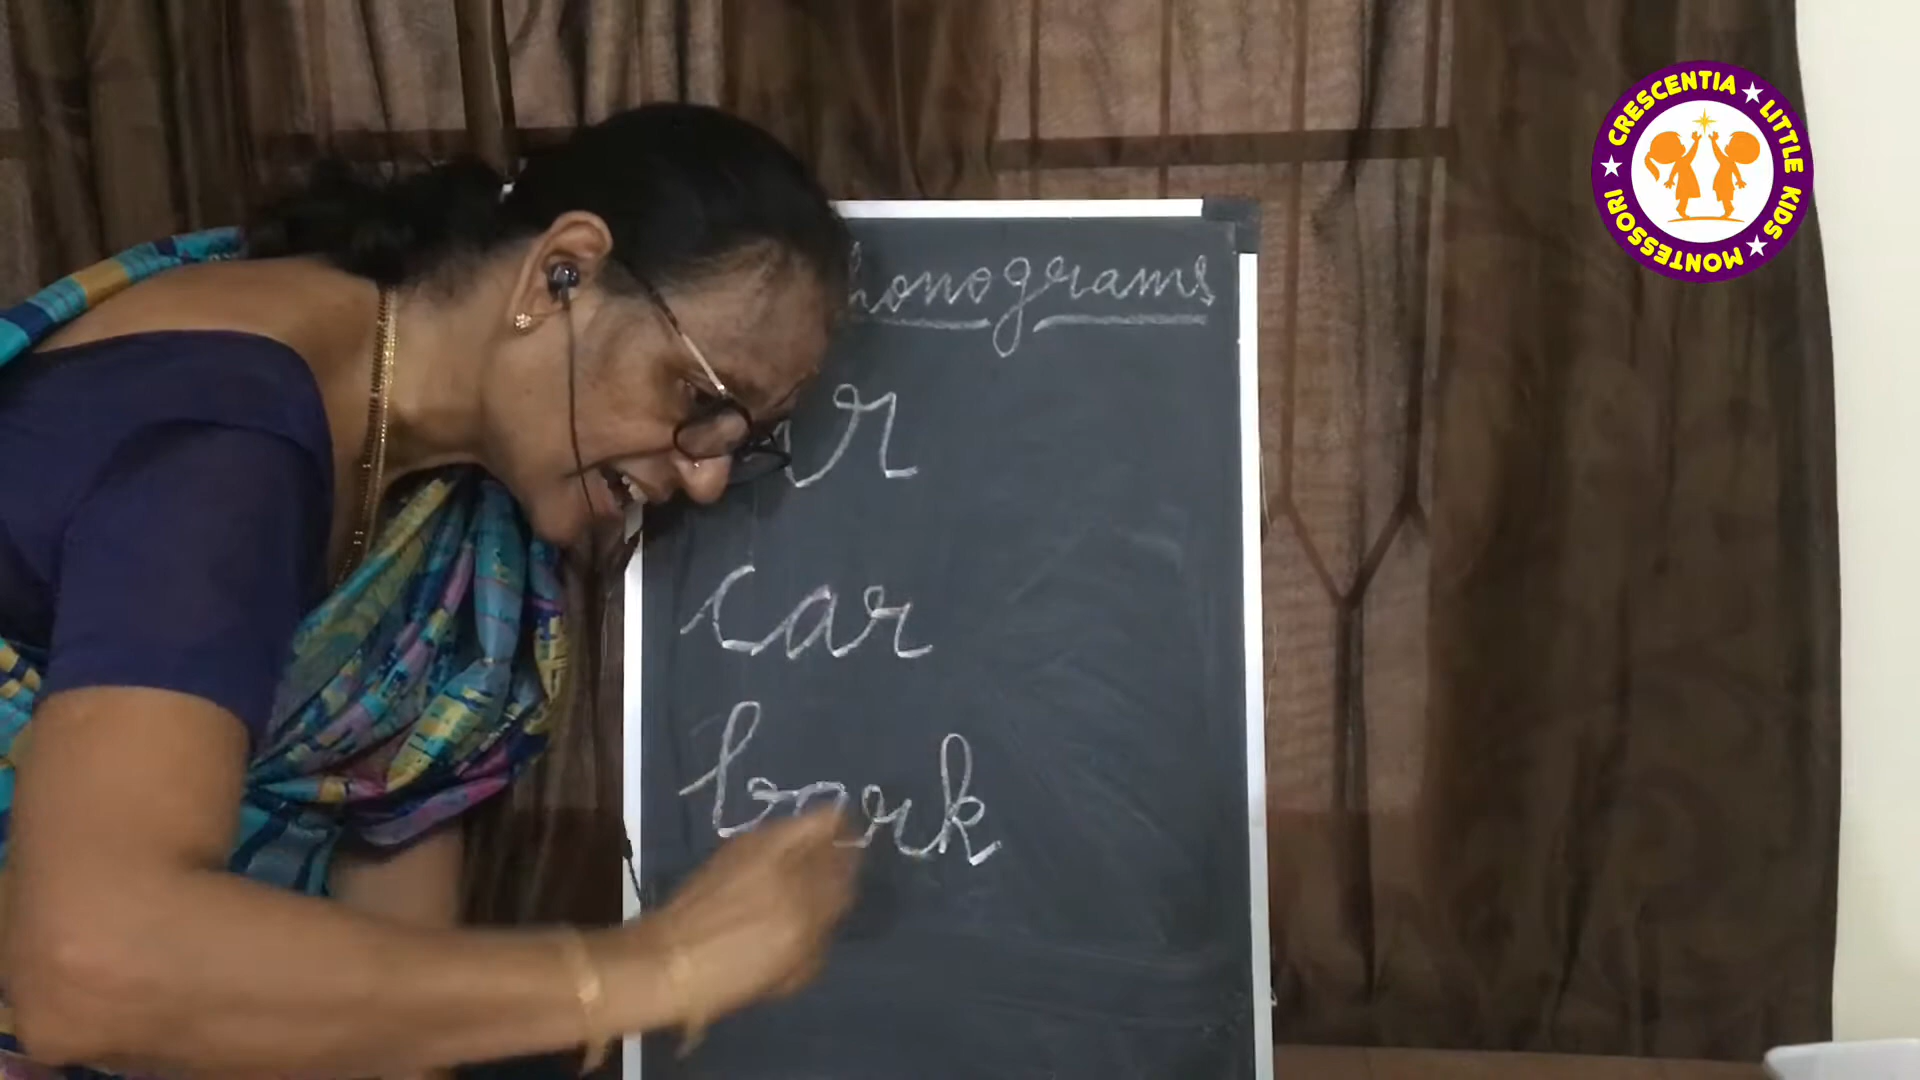 honograms
ar
car
bark
CRESCENTIA ★ LITTLE KIDS ★ MONTESSORI ★